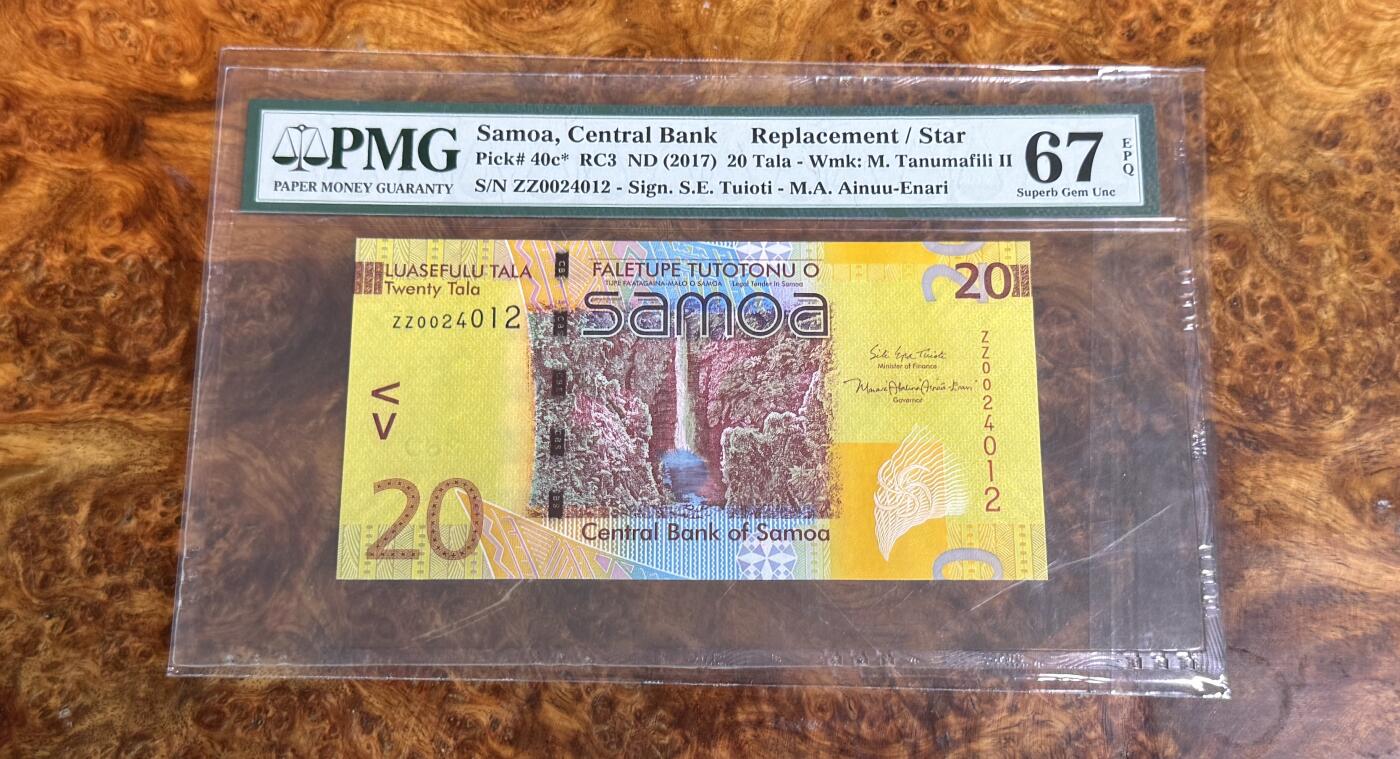 PMG
PAPER MONEY GUARANTY
Samoa, Central Bank Replacement / Star
Pick# 40c* RC3 ND (2017) 20 Tala - Wmk: M. Tanumafili II
S/N ZZ0024012 - Sign. S.E. Tuioti - M.A. Ainuu-Enari
67
EPQ
Superb Gem Unc
LUASEFULU TALA
Twenty Tala
ZZ0024012
FALETUPE TUTOTONU O
TUPE FA'ATAGAINA-MALO O SAMOA Legal Tender in Samoa
samoa
20
Minister of Finance
Governor
ZZ0024012
20
Central Bank of Samoa